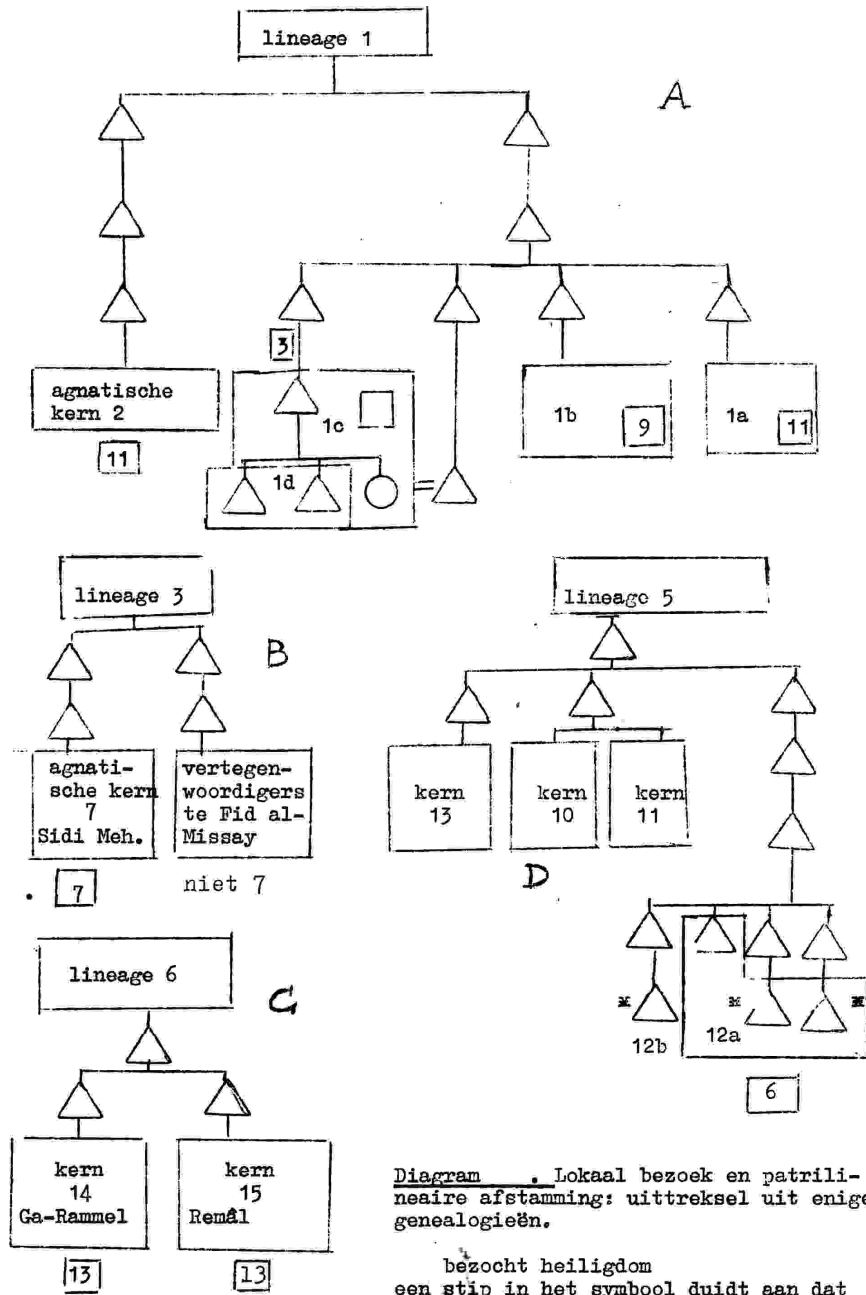 lineage 1
A
3
agnatische
kern 2
11
1c
1d
1b
9
1a
11
lineage 3
B
agnati-
sche kern
7
Sidi Meh.
vertegen-
woordigers
te Fid al-
Missay
7
niet 7
lineage 5
kern
13
kern
10
kern
11
D
12b
12a
6
lineage 6
C
kern
14
Ga-Rammel
kern
15
Remâl
13
13
Diagram . Lokaal bezoek en patrili-
neaire afstamming: uittreksel uit enige
genealogieën.
bezocht heiligdom
een stip in het symbool duidt aan dat